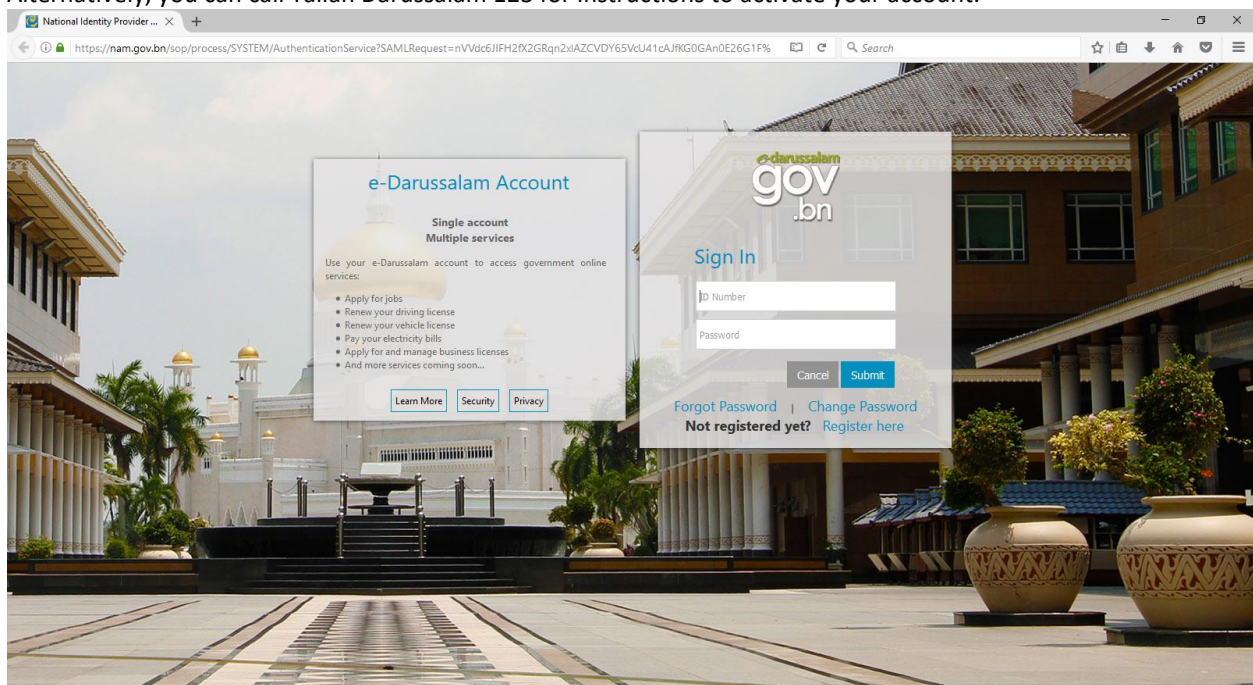 Alternatively, you can call Talian Darussalam 123 for instructions to activate your account.
National Identity Provider ...
https://nam.gov.bn/sop/process/SYSTEM/AuthenticationService?SAMLRequest=nVVdc6JIFH2fX2GRqn2xIAZCVDY65VcU41cAJfKG0GAn0E26G1F%
Search
e-Darussalam Account
Single account
Multiple services
Use your e-Darussalam account to access government online
services:
• Apply for jobs
• Renew your driving license
• Renew your vehicle license
• Pay your electricity bills
• Apply for and manage business licenses
• And more services coming soon...
Learn More Security Privacy
e-darussalam
gov
.bn
Sign In
ID Number
Password
Cancel Submit
Forgot Password | Change Password
Not registered yet? Register here